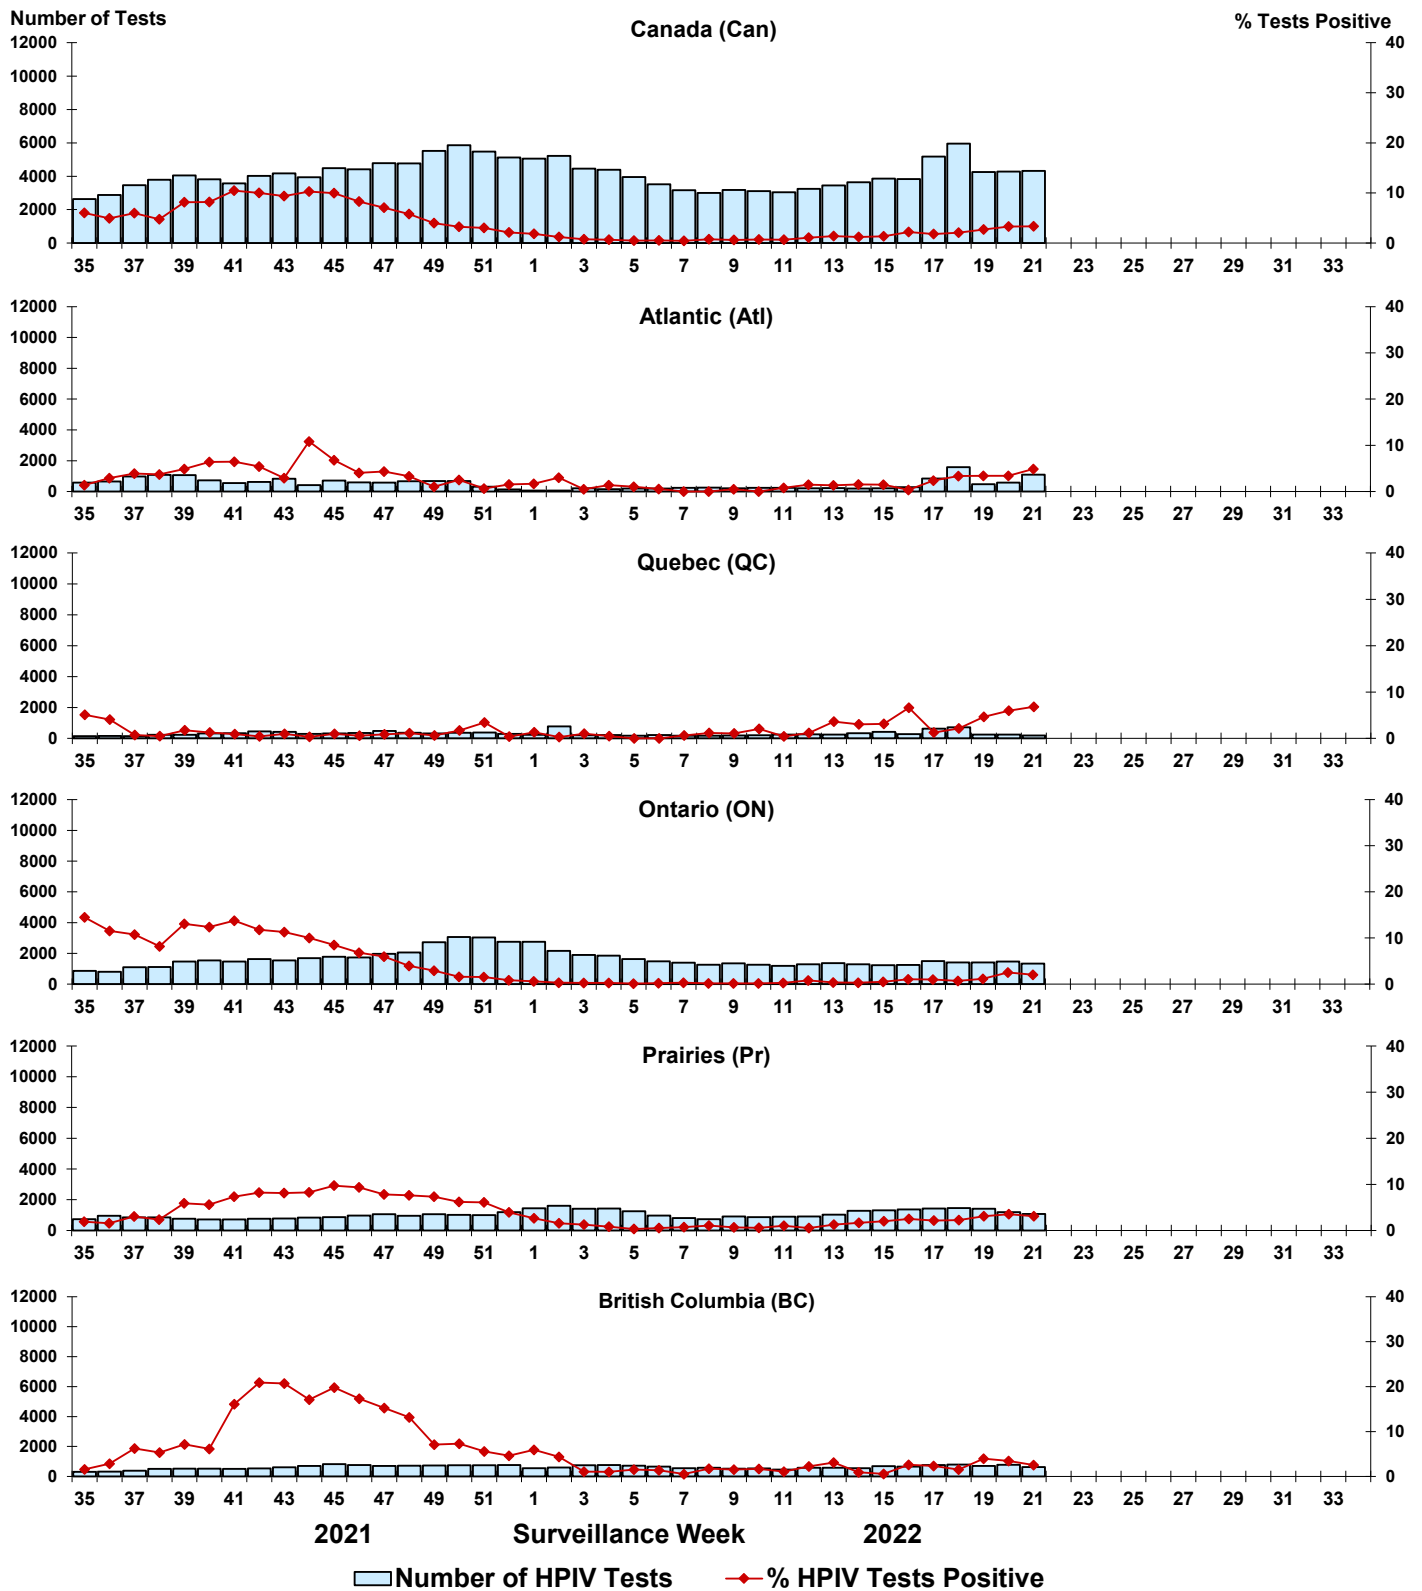 Number of Tests
% Tests Positive
Canada (Can)
12000 10000 8000 6000 4000 2000 0
40 30 20 10 0
35 37 39 41 43 45 47 49 51 1 3 5 7 9 11 13 15 17 19 21 23 25 27 29 31 33
Atlantic (Atl)
12000 10000 8000 6000 4000 2000 0
40 30 20 10 0
35 37 39 41 43 45 47 49 51 1 3 5 7 9 11 13 15 17 19 21 23 25 27 29 31 33
Quebec (QC)
12000 10000 8000 6000 4000 2000 0
40 30 20 10 0
35 37 39 41 43 45 47 49 51 1 3 5 7 9 11 13 15 17 19 21 23 25 27 29 31 33
Ontario (ON)
12000 10000 8000 6000 4000 2000 0
40 30 20 10 0
35 37 39 41 43 45 47 49 51 1 3 5 7 9 11 13 15 17 19 21 23 25 27 29 31 33
Prairies (Pr)
12000 10000 8000 6000 4000 2000 0
40 30 20 10 0
35 37 39 41 43 45 47 49 51 1 3 5 7 9 11 13 15 17 19 21 23 25 27 29 31 33
British Columbia (BC)
12000 10000 8000 6000 4000 2000 0
40 30 20 10 0
35 37 39 41 43 45 47 49 51 1 3 5 7 9 11 13 15 17 19 21 23 25 27 29 31 33
2021 Surveillance Week 2022
Number of HPIV Tests % HPIV Tests Positive